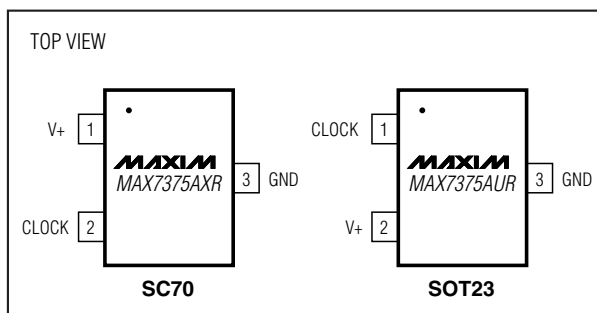 TOP VIEW
V+ 1
MAXIM
MAX7375AXR
3 GND
CLOCK 2
SC70
CLOCK 1
MAXIM
MAX7375AUR
3 GND
V+ 2
SOT23